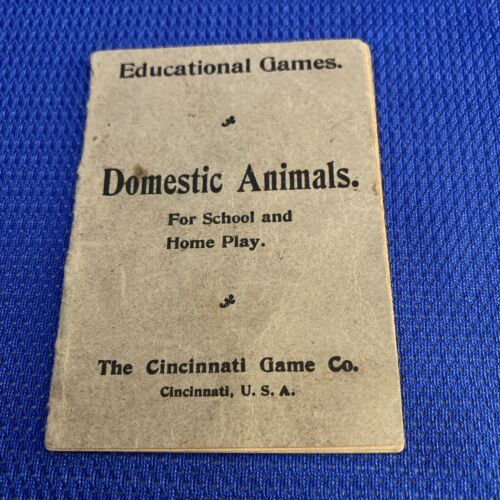 Educational Games.
Domestic Animals.
For School and
Home Play.
The Cincinnati Game Co.
Cincinnati, U. S. A.